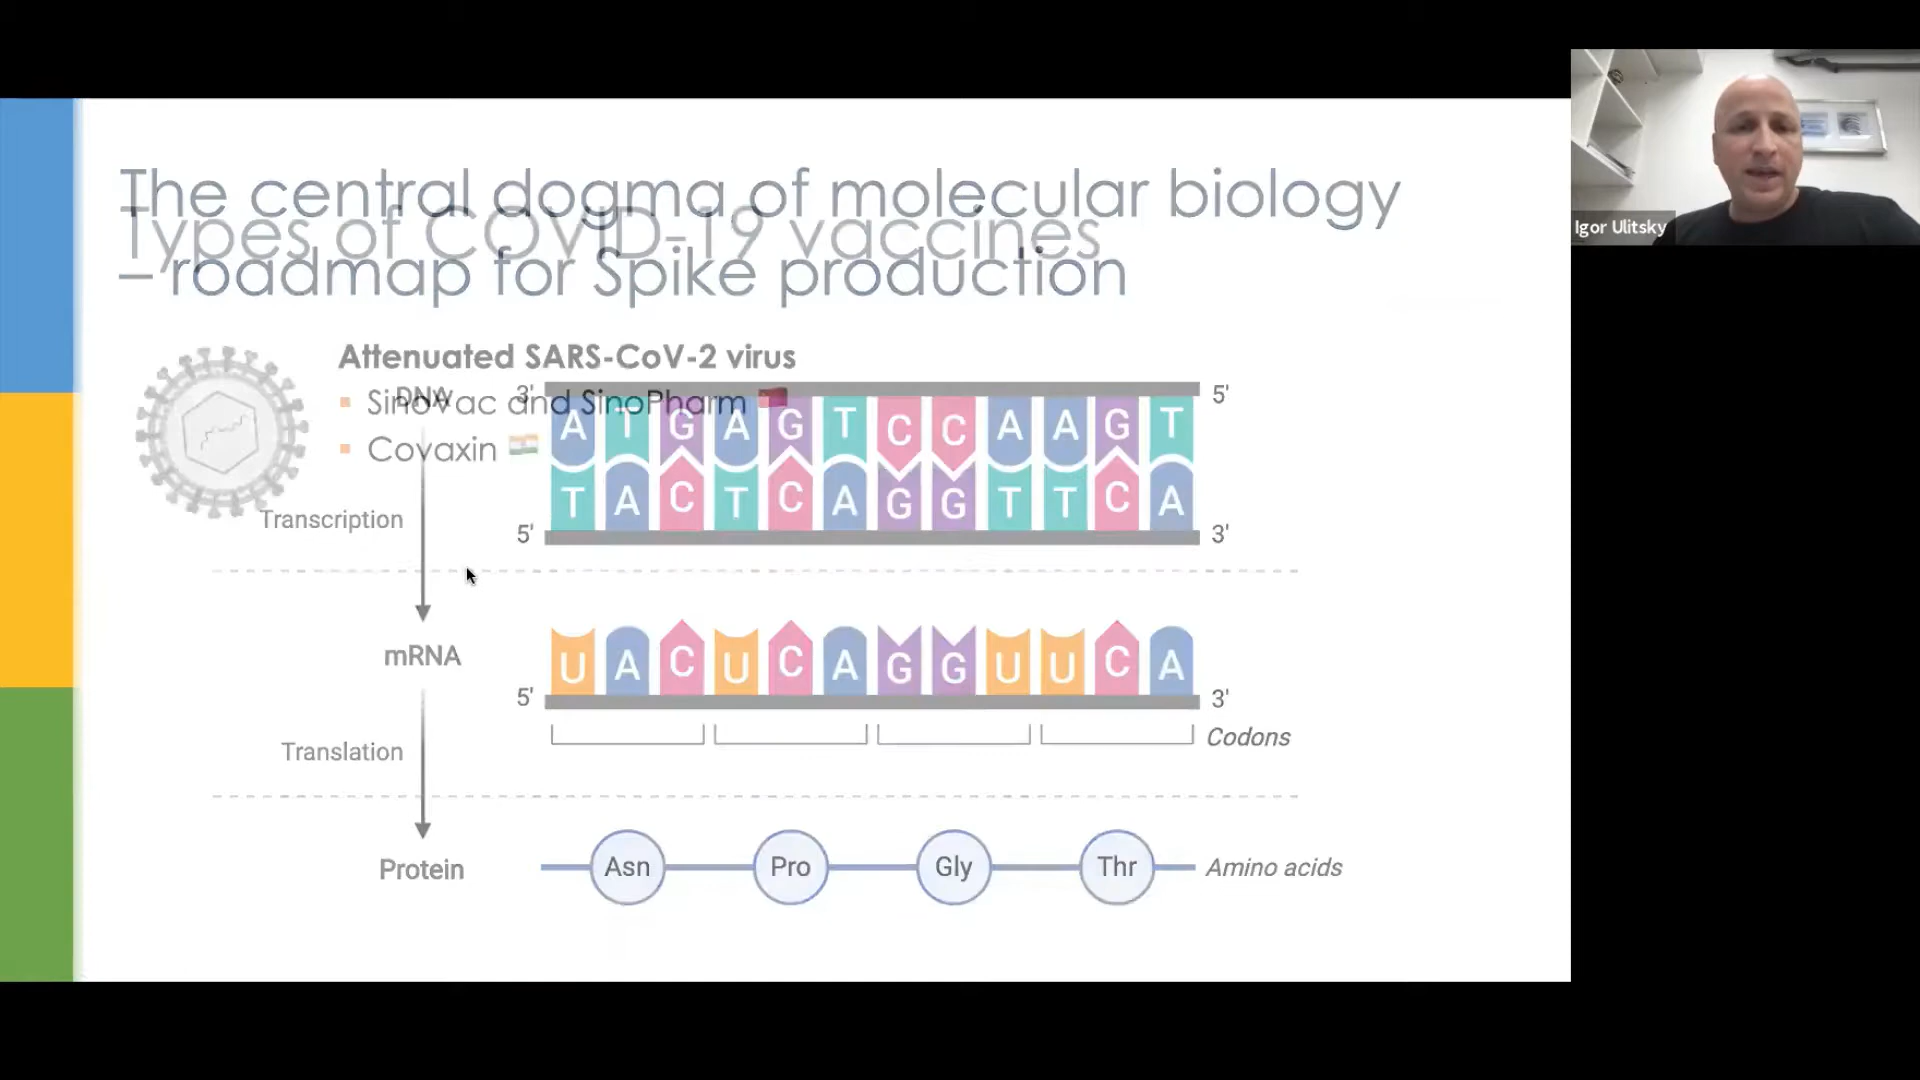 The central dogma of molecular biology
Types of COVID-19 vaccines
– roadmap for Spike production
Igor Ulitsky
Attenuated SARS-CoV-2 virus
▪ SinoVac and SinoPharm
▪ Covaxin
DNA
3' A T G A G T C C A A G T 5'
Transcription
5' T A C T C A G G T T C A 3'
mRNA
U A C U C A G G U U C A
5' 3'
Codons
Translation
Protein
Asn Pro Gly Thr Amino acids